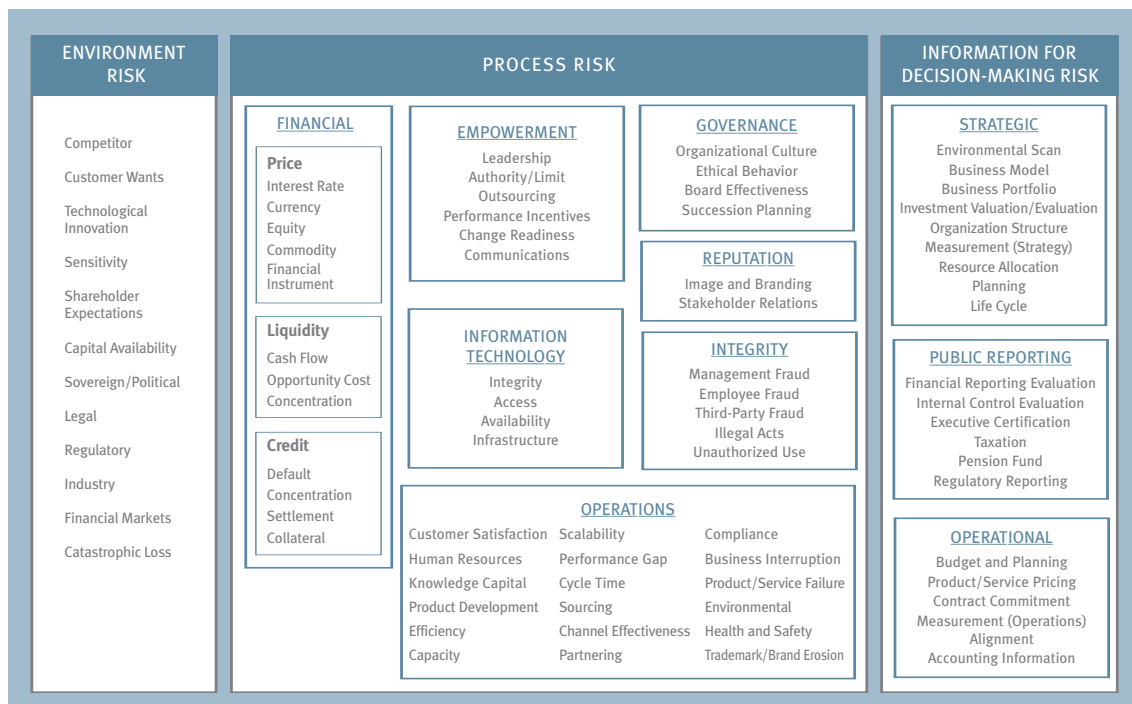 ENVIRONMENT
RISK
Competitor
Customer Wants
Technological
Innovation
Sensitivity
Shareholder
Expectations
Capital Availability
Sovereign/Political
Legal
Regulatory
Industry
Financial Markets
Catastrophic Loss
PROCESS RISK
FINANCIAL
Price
Interest Rate
Currency
Equity
Commodity
Financial
Instrument
Liquidity
Cash Flow
Opportunity Cost
Concentration
Credit
Default
Concentration
Settlement
Collateral
EMPOWERMENT
Leadership
Authority/Limit
Outsourcing
Performance Incentives
Change Readiness
Communications
INFORMATION
TECHNOLOGY
Integrity
Access
Availability
Infrastructure
GOVERNANCE
Organizational Culture
Ethical Behavior
Board Effectiveness
Succession Planning
REPUTATION
Image and Branding
Stakeholder Relations
INTEGRITY
Management Fraud
Employee Fraud
Third-Party Fraud
Illegal Acts
Unauthorized Use
OPERATIONS
Customer Satisfaction
Human Resources
Knowledge Capital
Product Development
Efficiency
Capacity
Scalability
Performance Gap
Cycle Time
Sourcing
Channel Effectiveness
Partnering
Compliance
Business Interruption
Product/Service Failure
Environmental
Health and Safety
Trademark/Brand Erosion
INFORMATION FOR
DECISION-MAKING RISK
STRATEGIC
Environmental Scan
Business Model
Business Portfolio
Investment Valuation/Evaluation
Organization Structure
Measurement (Strategy)
Resource Allocation
Planning
Life Cycle
PUBLIC REPORTING
Financial Reporting Evaluation
Internal Control Evaluation
Executive Certification
Taxation
Pension Fund
Regulatory Reporting
OPERATIONAL
Budget and Planning
Product/Service Pricing
Contract Commitment
Measurement (Operations)
Alignment
Accounting Information